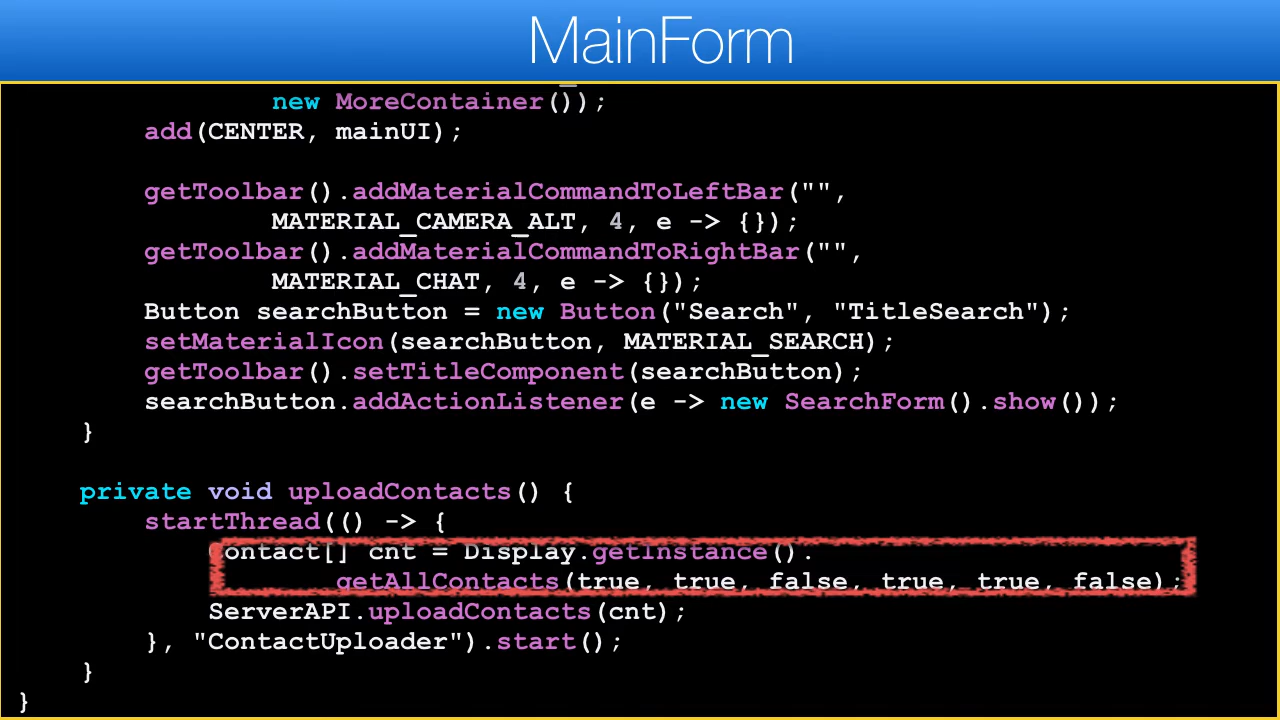 MainForm
new MoreContainer());
add(CENTER, mainUI);
getToolbar().addMaterialCommandToLeftBar("",
MATERIAL_CAMERA_ALT, 4, e -> {});
getToolbar().addMaterialCommandToRightBar("",
MATERIAL_CHAT, 4, e -> {});
Button searchButton = new Button("Search", "TitleSearch");
setMaterialIcon(searchButton, MATERIAL_SEARCH);
getToolbar().setTitleComponent(searchButton);
searchButton.addActionListener(e -> new SearchForm().show());
}
private void uploadContacts() {
startThread(() -> {
Contact[] cnt = Display.getInstance().
getAllContacts(true, true, false, true, true, false);
ServerAPI.uploadContacts(cnt);
}, "ContactUploader").start();
}
}